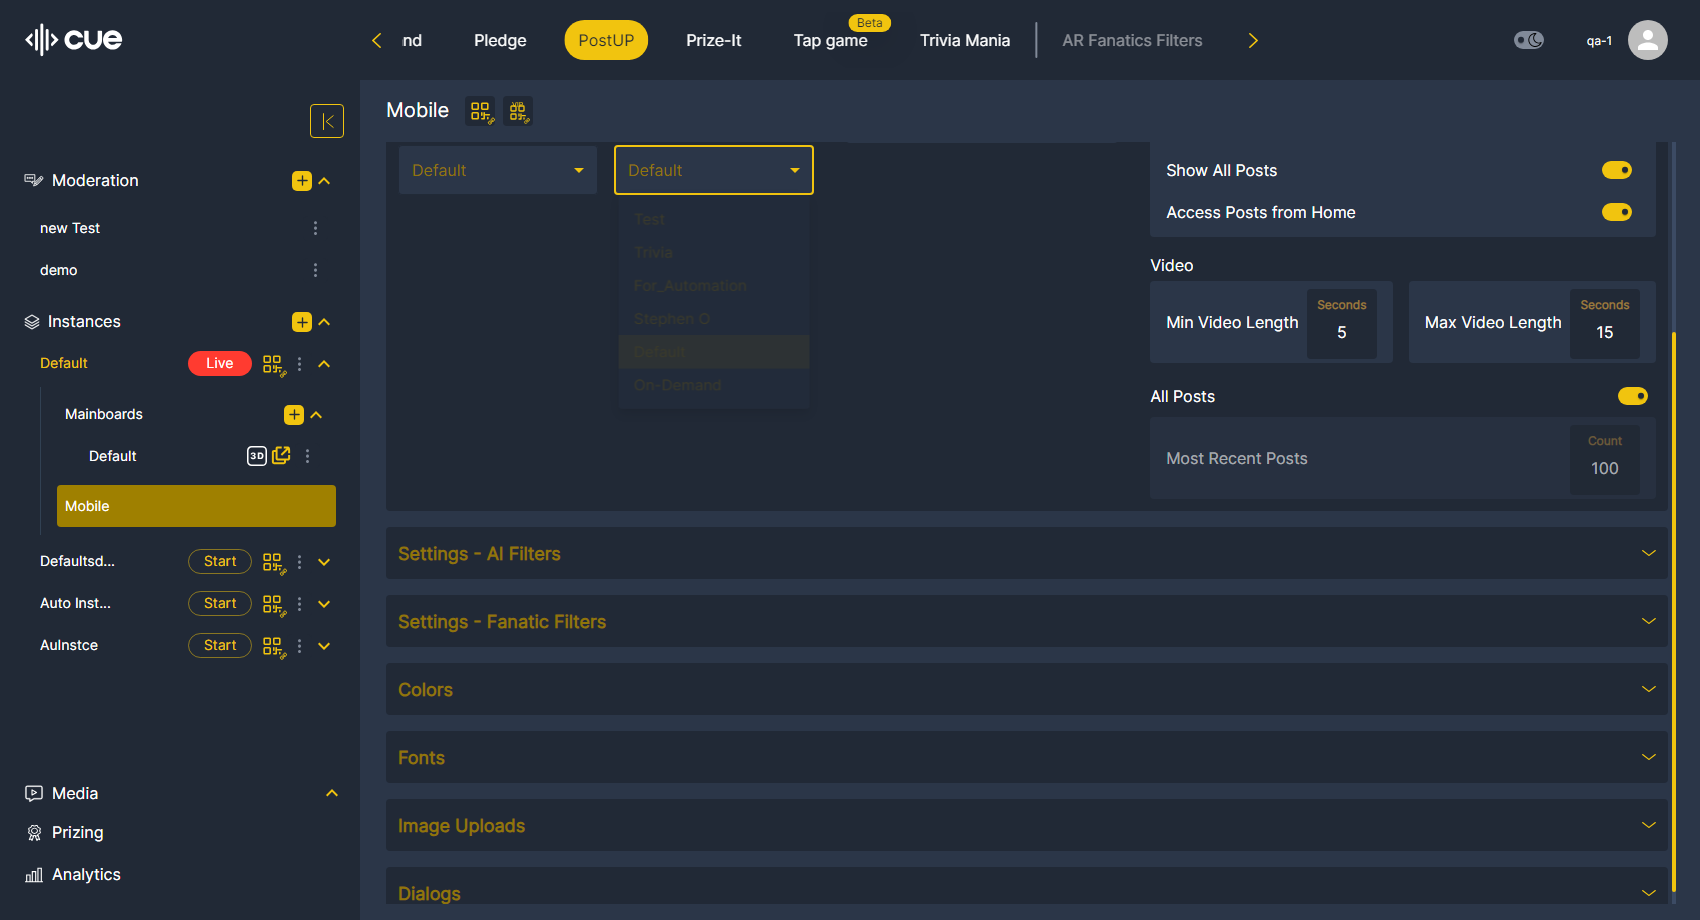 cue
nd
Pledge
PostUP
Prize-It
Beta
Tap game
Trivia Mania
AR Fanatics Filters
qa-1
Moderation
new Test
demo
Instances
Default
Live
Mainboards
Default
3D
Mobile
Defaultsd...
Start
Auto Inst...
Start
AuInstce
Start
Media
Prizing
Analytics
Mobile
Default
Default
Test
Trivia
For_Automation
Stephen O
Default
On-Demand
Show All Posts
Access Posts from Home
Video
Min Video Length
Seconds
5
Max Video Length
Seconds
15
All Posts
Most Recent Posts
Count
100
Settings - AI Filters
Settings - Fanatic Filters
Colors
Fonts
Image Uploads
Dialogs